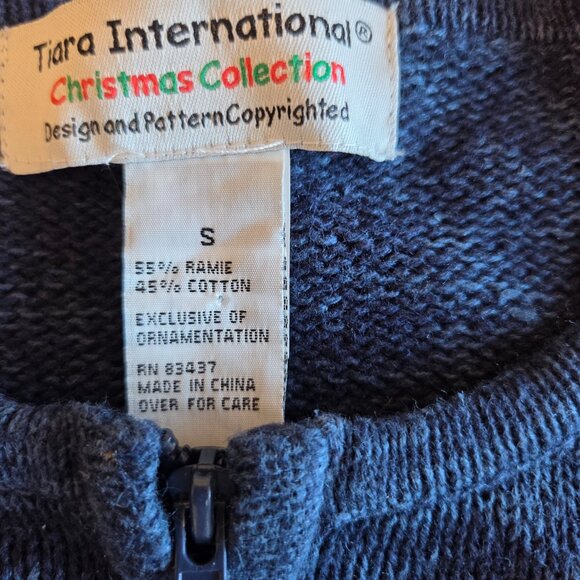 Tiara International®
Christmas Collection
Design and Pattern Copyrighted
S
55% RAMIE
45% COTTON
EXCLUSIVE OF
ORNAMENTATION
RN 83437
MADE IN CHINA
OVER FOR CARE